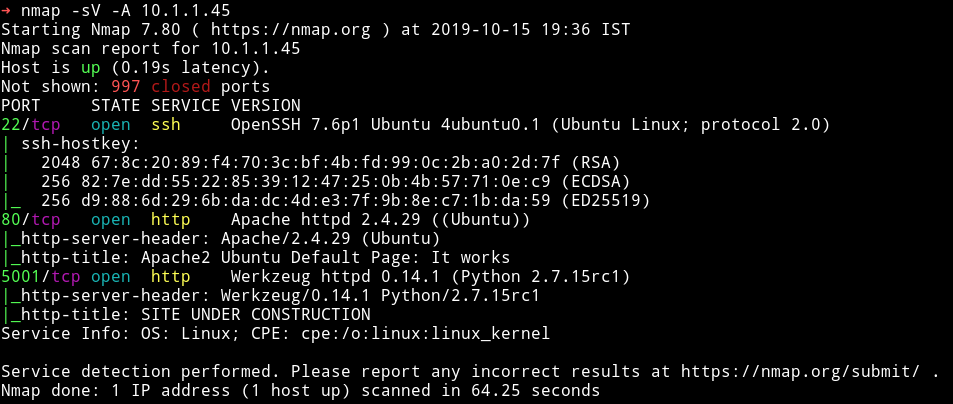 ➜ nmap -sV -A 10.1.1.45
Starting Nmap 7.80 ( https://nmap.org ) at 2019-10-15 19:36 IST
Nmap scan report for 10.1.1.45
Host is up (0.19s latency).
Not shown: 997 closed ports
PORT     STATE SERVICE VERSION
22/tcp   open  ssh     OpenSSH 7.6p1 Ubuntu 4ubuntu0.1 (Ubuntu Linux; protocol 2.0)
| ssh-hostkey:
|   2048 67:8c:20:89:f4:70:3c:bf:4b:fd:99:0c:2b:a0:2d:7f (RSA)
|   256 82:7e:dd:55:22:85:39:12:47:25:0b:4b:57:71:0e:c9 (ECDSA)
|_  256 d9:88:6d:29:6b:da:dc:4d:e3:7f:9b:8e:c7:1b:da:59 (ED25519)
80/tcp   open  http    Apache httpd 2.4.29 ((Ubuntu))
|_http-server-header: Apache/2.4.29 (Ubuntu)
|_http-title: Apache2 Ubuntu Default Page: It works
5001/tcp open  http    Werkzeug httpd 0.14.1 (Python 2.7.15rc1)
|_http-server-header: Werkzeug/0.14.1 Python/2.7.15rc1
|_http-title: SITE UNDER CONSTRUCTION
Service Info: OS: Linux; CPE: cpe:/o:linux:linux_kernel

Service detection performed. Please report any incorrect results at https://nmap.org/submit/ .
Nmap done: 1 IP address (1 host up) scanned in 64.25 seconds